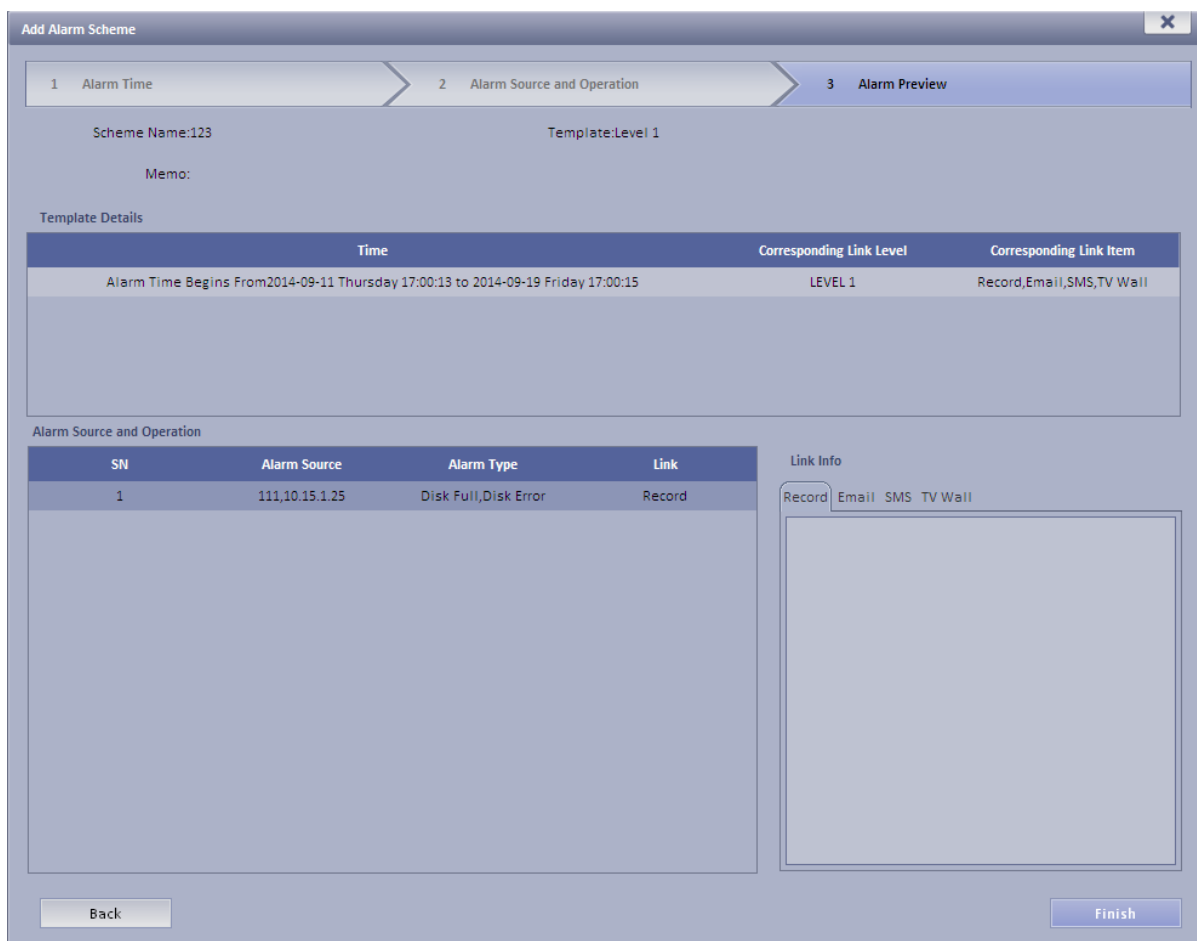 Add Alarm Scheme
1 Alarm Time 2 Alarm Source and Operation 3 Alarm Preview
Scheme Name:123 Template:Level 1
Memo:
Template Details
Time Corresponding Link Level Corresponding Link Item
Alarm Time Begins From2014-09-11 Thursday 17:00:13 to 2014-09-19 Friday 17:00:15 LEVEL 1 Record,Email,SMS,TV Wall
Alarm Source and Operation
SN Alarm Source Alarm Type Link
1 111,10.15.1.25 Disk Full,Disk Error Record
Link Info
Record Email SMS TV Wall
Back Finish